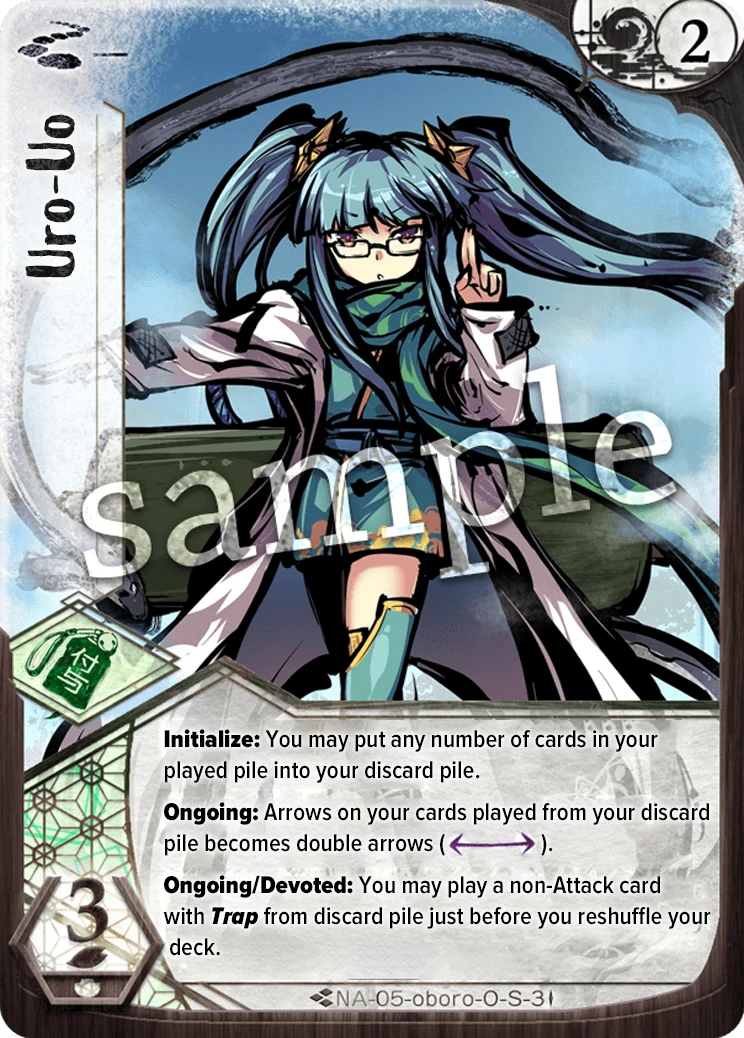 2
Uro-Uo
sample
付与
Initialize: You may put any number of cards in your
played pile into your discard pile.
Ongoing: Arrows on your cards played from your discard
pile becomes double arrows (⟷).
Ongoing/Devoted: You may play a non-Attack card
with Trap from discard pile just before you reshuffle your
deck.
3
NA-05-oboro-O-S-3